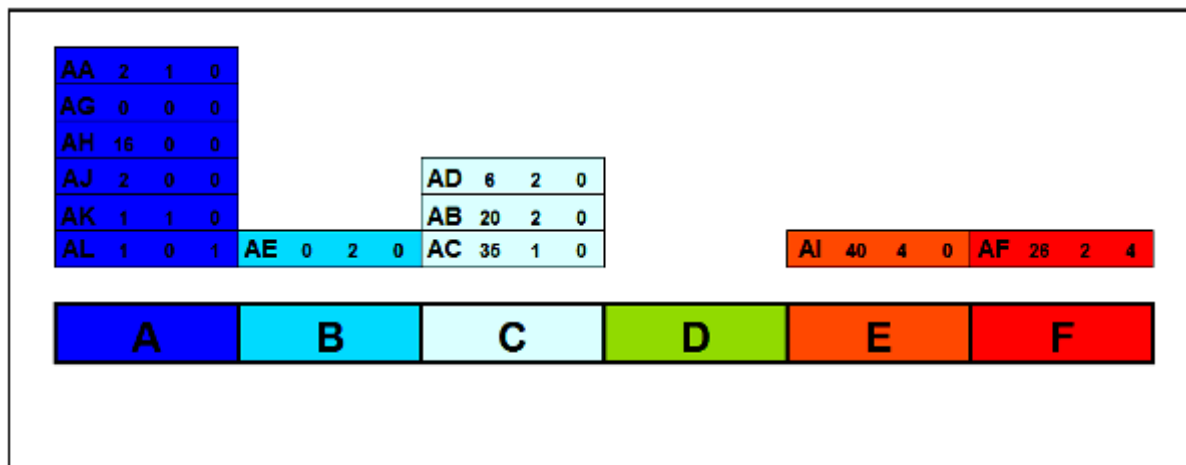 AA 2 1 0
AG 0 0 0
AH 16 0 0
AJ 2 0 0 AD 6 2 0
AK 1 1 0 AB 20 2 0
AL 1 0 1 AE 0 2 0 AC 35 1 0 AI 40 4 0 AF 26 2 4
A B C D E F